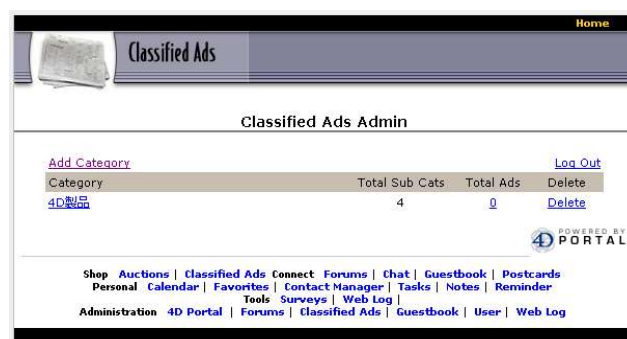 Home
Classified Ads
Classified Ads Admin
Add Category Log Out
Category Total Sub Cats Total Ads Delete
4D製品 4 0 Delete
4D POWERED BY
PORTAL
Shop Auctions | Classified Ads Connect Forums | Chat | Guestbook | Postcards
Personal Calendar | Favorites | Contact Manager | Tasks | Notes | Reminder
Tools Surveys | Web Log |
Administration 4D Portal | Forums | Classified Ads | Guestbook | User | Web Log